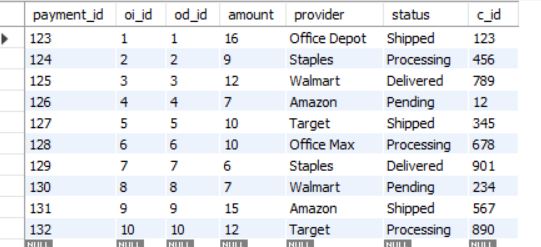 payment_id oi_id od_id amount provider status c_id
123 1 1 16 Office Depot Shipped 123
124 2 2 9 Staples Processing 456
125 3 3 12 Walmart Delivered 789
126 4 4 7 Amazon Pending 12
127 5 5 10 Target Shipped 345
128 6 6 10 Office Max Processing 678
129 7 7 6 Staples Delivered 901
130 8 8 7 Walmart Pending 234
131 9 9 15 Amazon Shipped 567
132 10 10 12 Target Processing 890
NULL NULL NULL NULL NULL NULL NULL